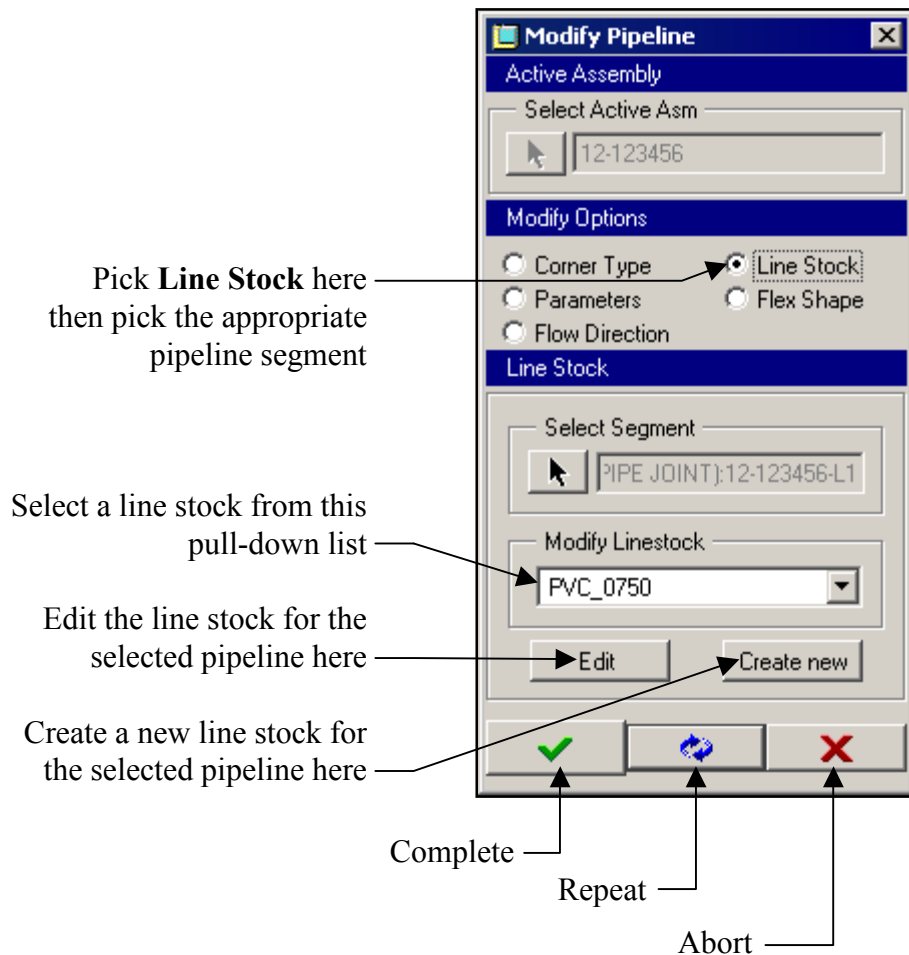 Modify Pipeline
Active Assembly
Select Active Asm
12-123456
Modify Options
Corner Type
Line Stock
Parameters
Flex Shape
Flow Direction
Line Stock
Select Segment
PIPE JOINT):12-123456-L1
Modify Linestock
PVC_0750
Edit
Create new
Pick Line Stock here
then pick the appropriate
pipeline segment
Select a line stock from this
pull-down list
Edit the line stock for the
selected pipeline here
Create a new line stock for
the selected pipeline here
Complete
Repeat
Abort